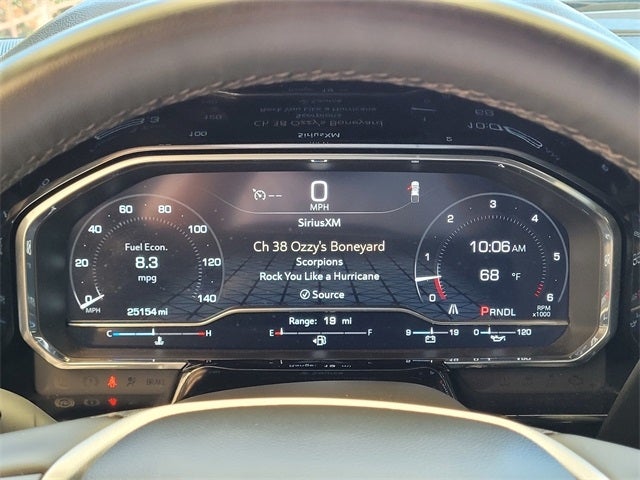 0
MPH
SiriusXM
Ch 38 Ozzy's Boneyard
Scorpions
Rock You Like a Hurricane
Source
0 20 40 60 80 100 120 140
MPH
Fuel Econ.
8.3
mpg
25154 mi
0 1 2 3 4 5 6
10:06 AM
68 °F
PRNDL
RPM
x1000
Range: 19 mi
C H
E F
9 19
0 120
BRAKE